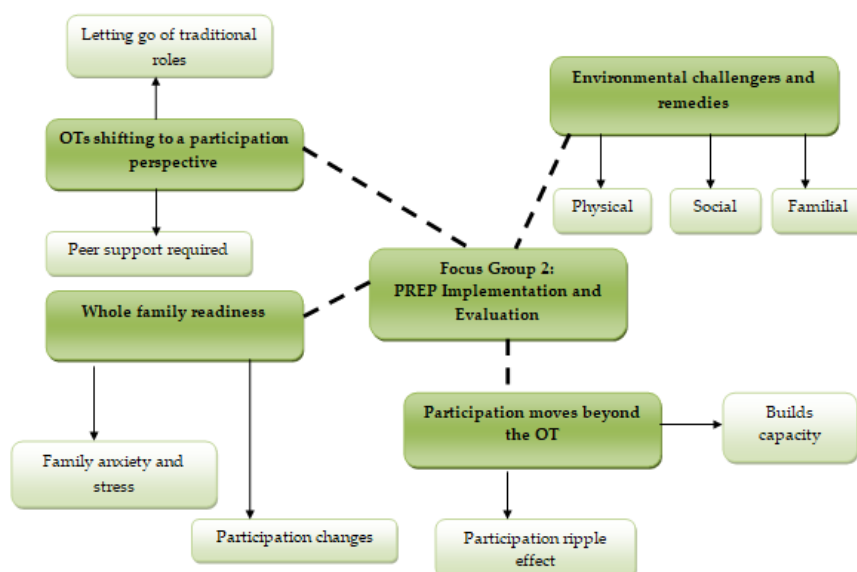 Letting go of traditional
roles
Environmental challengers and
remedies
OTs shifting to a participation
perspective
Physical
Social
Familial
Peer support required
Focus Group 2:
PREP Implementation and
Evaluation
Whole family readiness
Participation moves beyond
the OT
Builds
capacity
Family anxiety and
stress
Participation changes
Participation ripple
effect